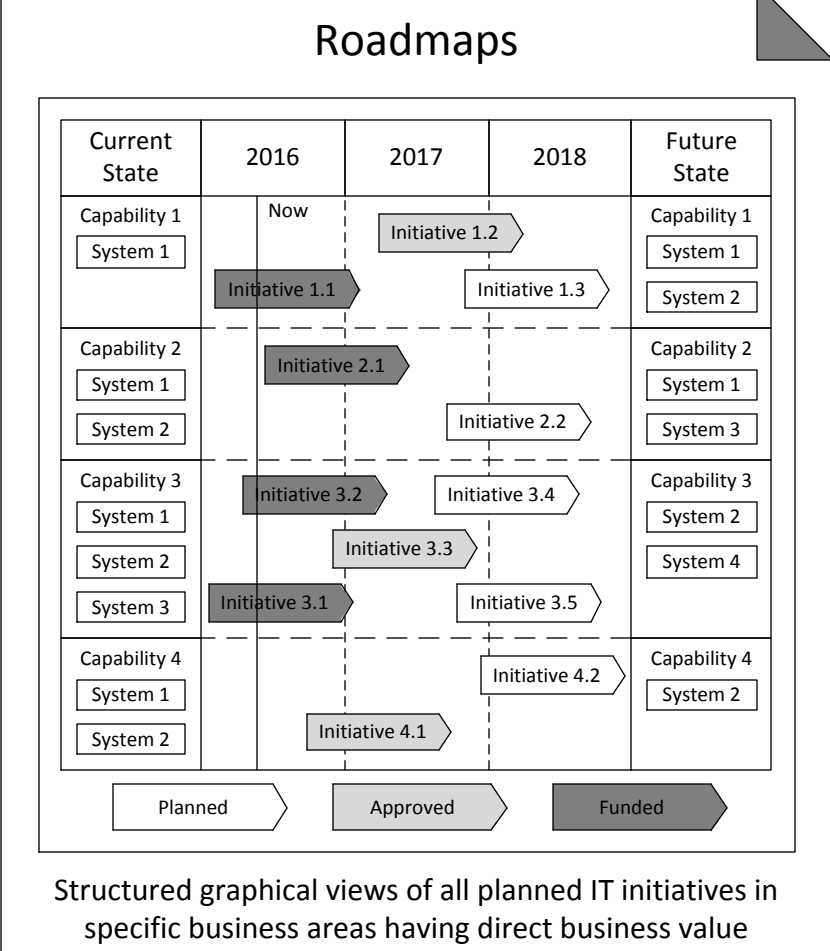 Roadmaps
Current
State
2016
2017
2018
Future
State
Capability 1
System 1
Now
Initiative 1.2
Initiative 1.1
Initiative 1.3
Capability 1
System 1
System 2
Capability 2
System 1
System 2
Initiative 2.1
Initiative 2.2
Capability 2
System 1
System 3
Capability 3
System 1
System 2
System 3
Initiative 3.2
Initiative 3.4
Initiative 3.3
Initiative 3.1
Initiative 3.5
Capability 3
System 2
System 4
Capability 4
System 1
System 2
Initiative 4.2
Initiative 4.1
Capability 4
System 2
Planned
Approved
Funded
Structured graphical views of all planned IT initiatives in
specific business areas having direct business value